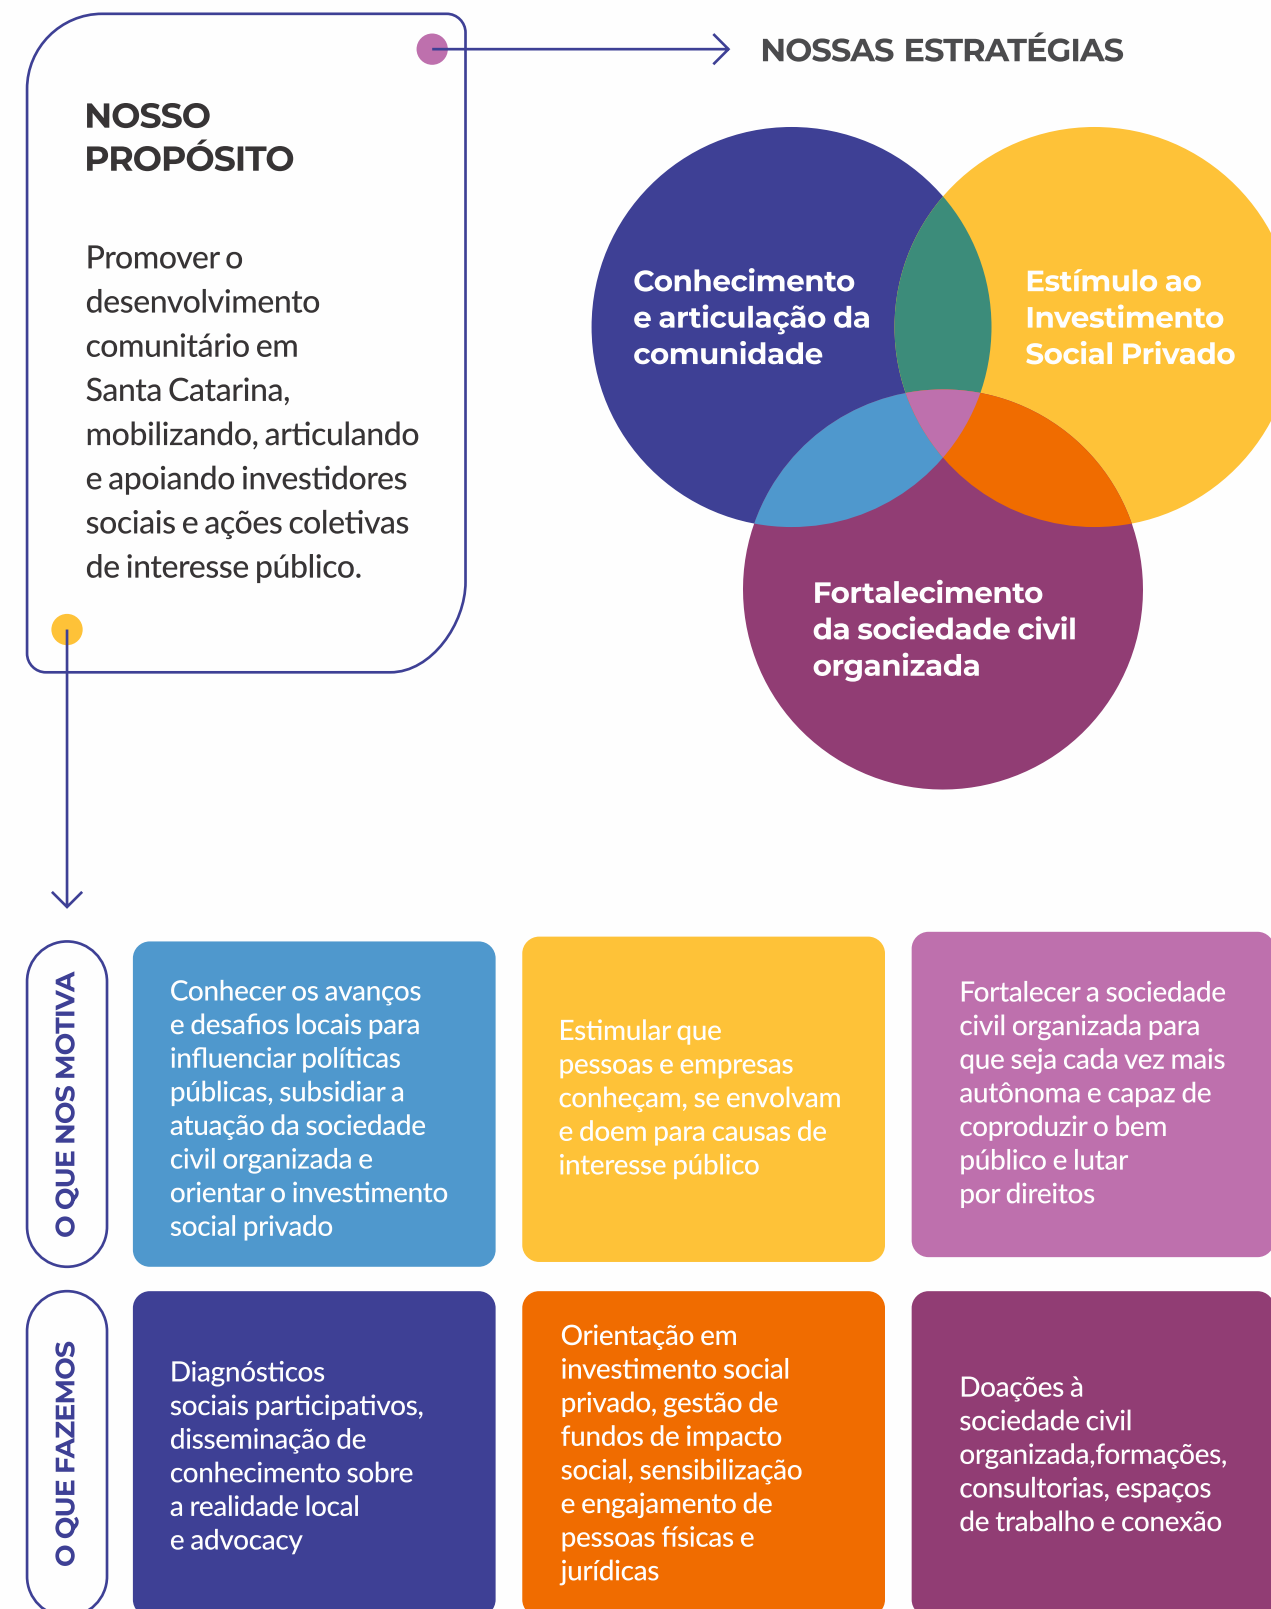 NOSSO
PROPÓSITO
Promover o
desenvolvimento
comunitário em
Santa Catarina,
mobilizando, articulando
e apoiando investidores
sociais e ações coletivas
de interesse público.
NOSSAS ESTRATÉGIAS
Conhecimento
e articulação da
comunidade
Estímulo ao
Investimento
Social Privado
Fortalecimento
da sociedade civil
organizada
O QUE NOS MOTIVA
Conhecer os avanços
e desafios locais para
influenciar políticas
públicas, subsidiar a
atuação da sociedade
civil organizada e
orientar o investimento
social privado
Estimular que
pessoas e empresas
conheçam, se envolvam
e doem para causas de
interesse público
Fortalecer a sociedade
civil organizada para
que seja cada vez mais
autônoma e capaz de
coproduzir o bem
público e lutar
por direitos
O QUE FAZEMOS
Diagnósticos
sociais participativos,
disseminação de
conhecimento sobre
a realidade local
e advocacy
Orientação em
investimento social
privado, gestão de
fundos de impacto
social, sensibilização
e engajamento de
pessoas físicas e
jurídicas
Doações à
sociedade civil
organizada,formações,
consultorias, espaços
de trabalho e conexão